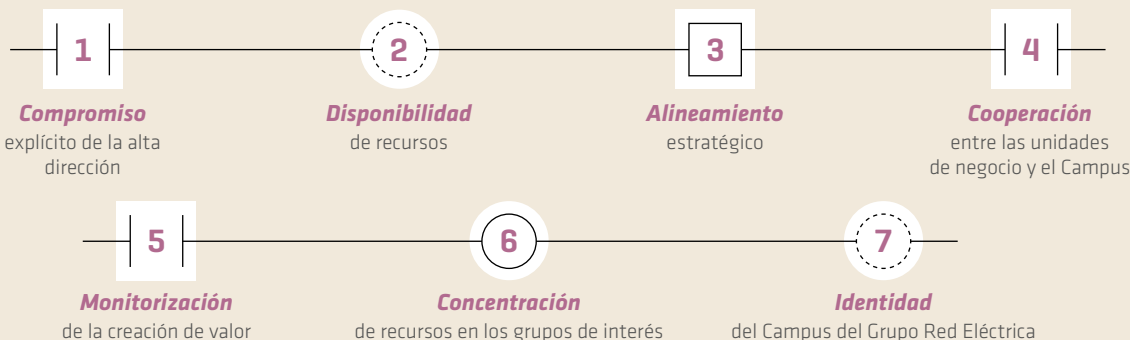 1
2
3
4
Compromiso
explícito de la alta
dirección
Disponibilidad
de recursos
Alineamiento
estratégico
Cooperación
entre las unidades
de negocio y el Campus
5
6
7
Monitorización
de la creación de valor
Concentración
de recursos en los grupos de interés
Identidad
del Campus del Grupo Red Eléctrica